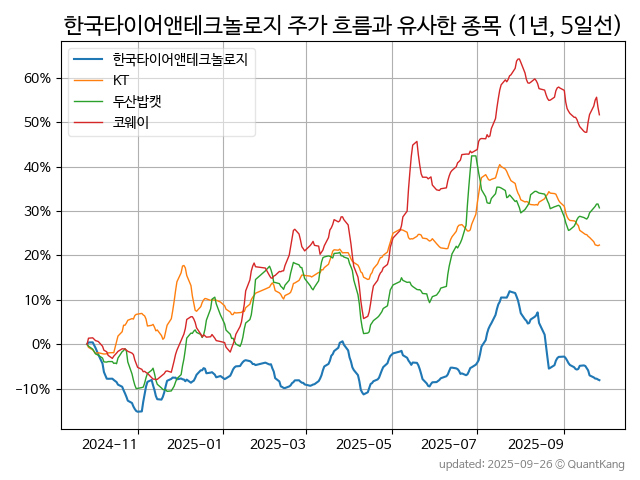 한국타이어앤테크놀로지 주가 흐름과 유사한 종목 (1년, 5일선)
한국타이어앤테크놀로지
KT
두산밥캣
코웨이
60%
50%
40%
30%
20%
10%
0%
−10%
2024-11 2025-01 2025-03 2025-05 2025-07 2025-09
updated: 2025-09-26 © QuantKang